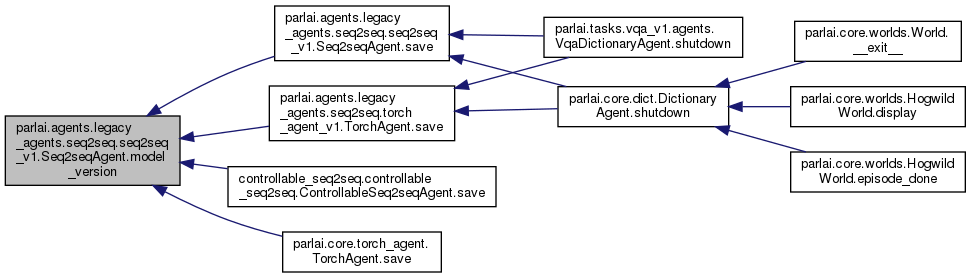 parlai.agents.legacy
_agents.seq2seq.seq2seq
_v1.Seq2seqAgent.model
_version
parlai.agents.legacy
_agents.seq2seq.seq2seq
_v1.Seq2seqAgent.save
parlai.agents.legacy
_agents.seq2seq.torch
_agent_v1.TorchAgent.save
controllable_seq2seq.controllable
_seq2seq.ControllableSeq2seqAgent.save
parlai.core.torch_agent.
TorchAgent.save
parlai.tasks.vqa_v1.agents.
VqaDictionaryAgent.shutdown
parlai.core.dict.Dictionary
Agent.shutdown
parlai.core.worlds.World.
__exit__
parlai.core.worlds.Hogwild
World.display
parlai.core.worlds.Hogwild
World.episode_done